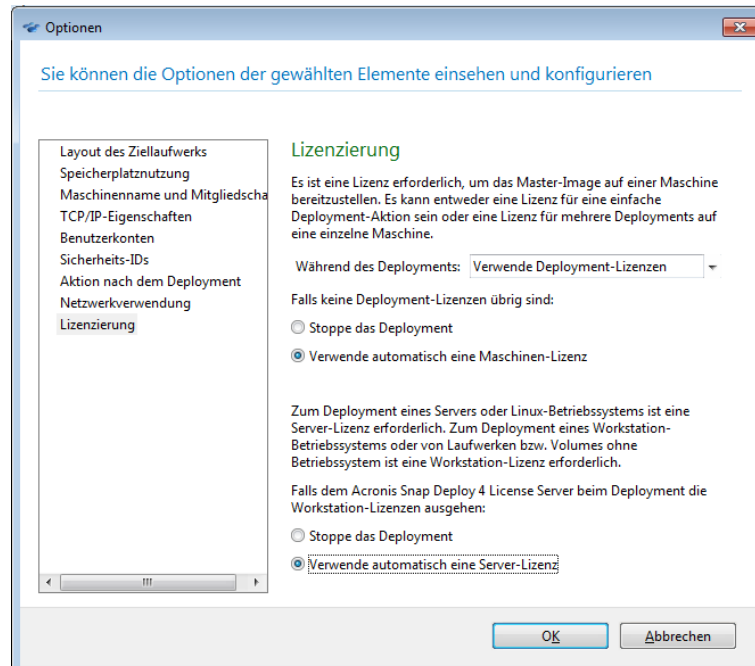 Optionen
Sie können die Optionen der gewählten Elemente einsehen und konfigurieren
Layout des Ziellaufwerks
Speicherplatznutzung
Maschinenname und Mitgliedscha
TCP/IP-Eigenschaften
Benutzerkonten
Sicherheits-IDs
Aktion nach dem Deployment
Netzwerkverwendung
Lizenzierung
Lizenzierung
Es ist eine Lizenz erforderlich, um das Master-Image auf einer Maschine
bereitzustellen. Es kann entweder eine Lizenz für eine einfache
Deployment-Aktion sein oder eine Lizenz für mehrere Deployments auf
eine einzelne Maschine.
Während des Deployments: Verwende Deployment-Lizenzen
Falls keine Deployment-Lizenzen übrig sind:
Stoppe das Deployment
Verwende automatisch eine Maschinen-Lizenz
Zum Deployment eines Servers oder Linux-Betriebssystems ist eine
Server-Lizenz erforderlich. Zum Deployment eines Workstation-
Betriebssystems oder von Laufwerken bzw. Volumes ohne
Betriebssystem ist eine Workstation-Lizenz erforderlich.
Falls dem Acronis Snap Deploy 4 License Server beim Deployment die
Workstation-Lizenzen ausgehen:
Stoppe das Deployment
Verwende automatisch eine Server-Lizenz
OK
Abbrechen